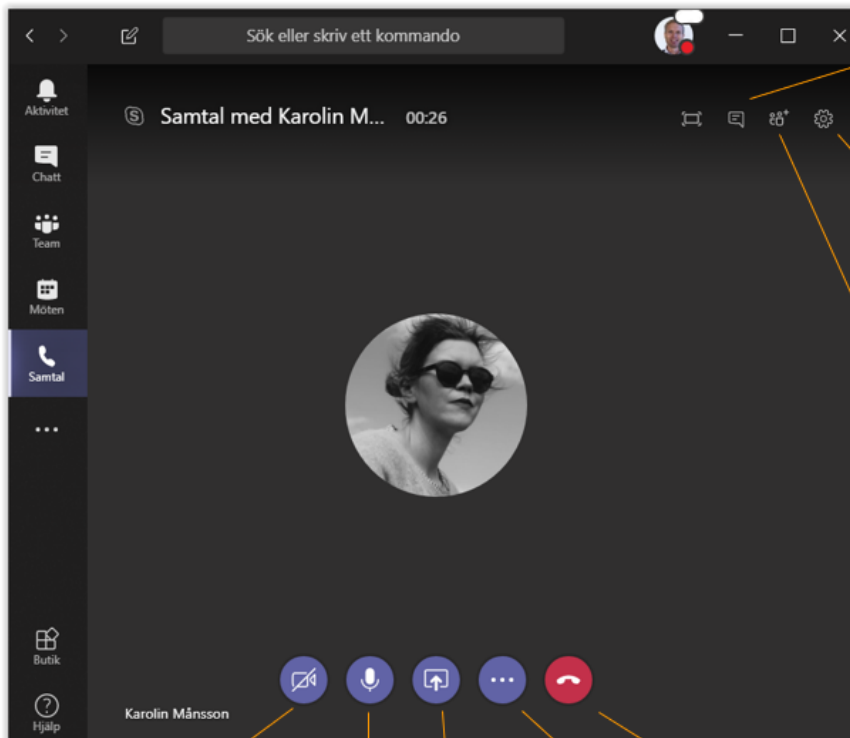 Sök eller skriv ett kommando
Aktivitet
Samtal med Karolin M... 00:26
Chatt
Team
Möten
Samtal
Butik
Hjälp
Karolin Månsson